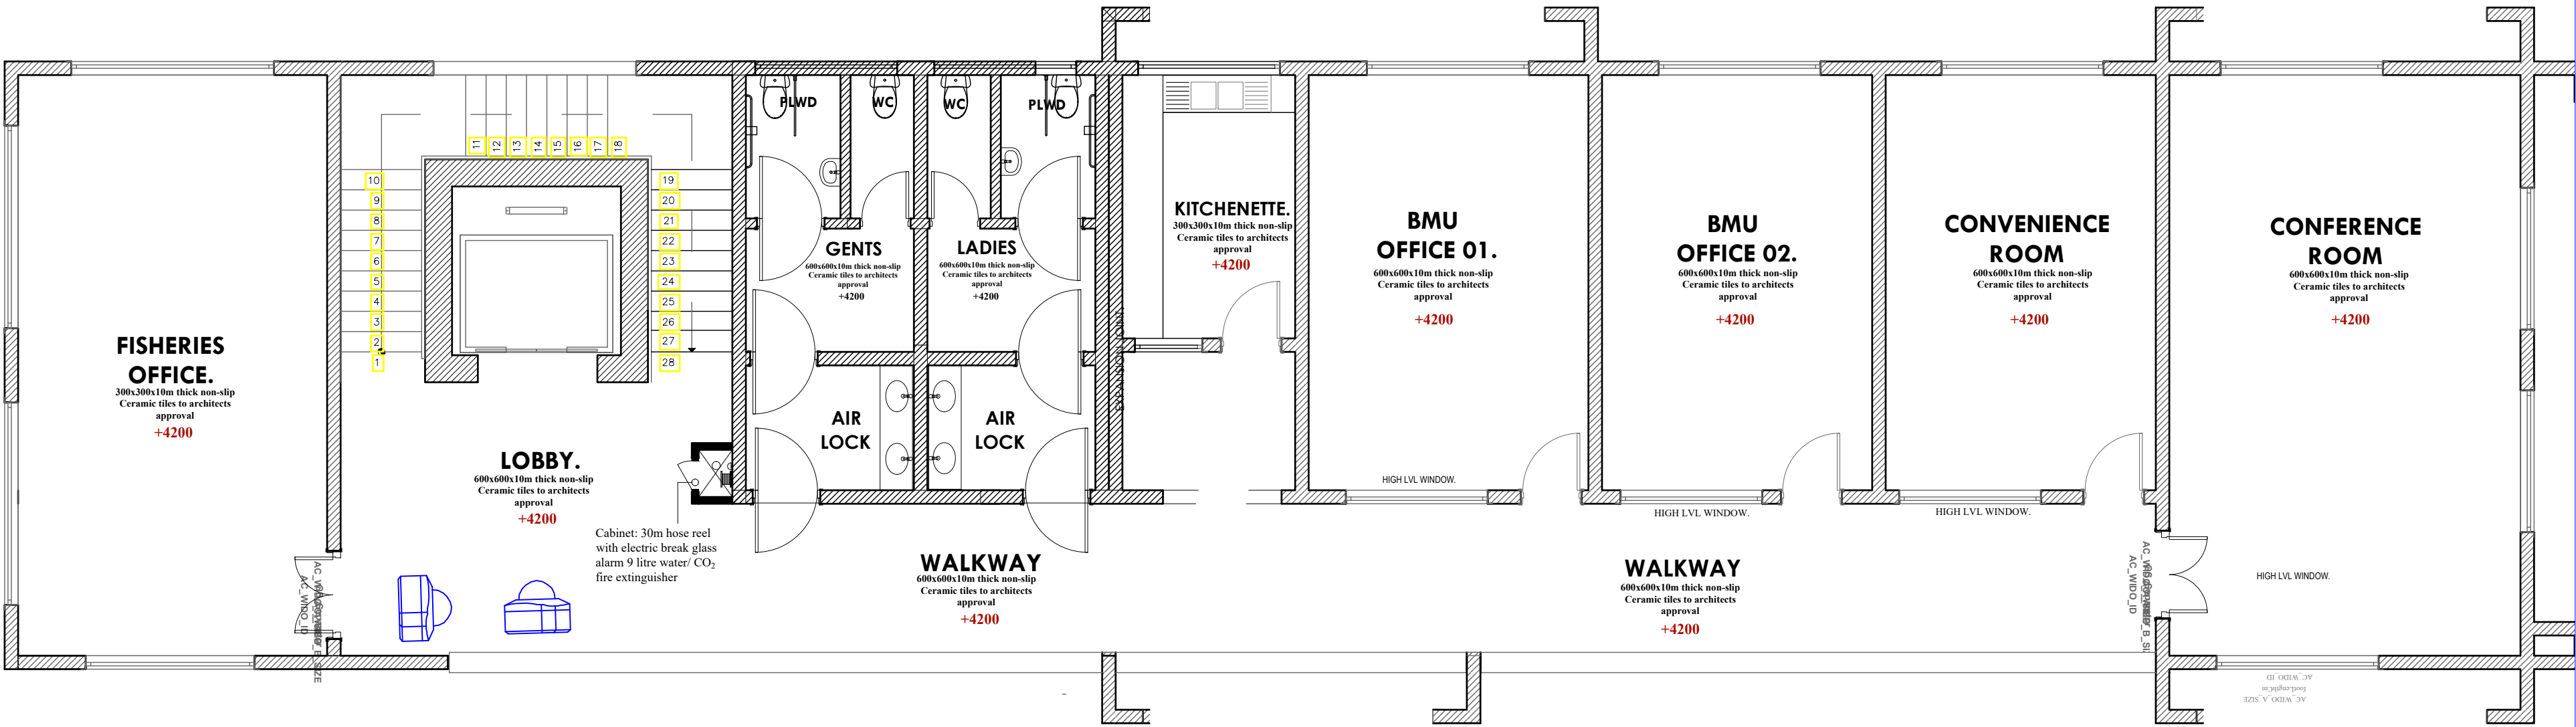 PLWD
WC
WC
PLWD
11
12
13
14
15
16
17
18
10
9
8
7
6
5
4
3
2
1
19
20
21
22
23
24
25
26
27
28
FISHERIES
OFFICE.
300x300x10m thick non-slip
Ceramic tiles to architects
approval
+4200
LOBBY.
600x600x10m thick non-slip
Ceramic tiles to architects
approval
+4200
Cabinet: 30m hose reel
with electric break glass
alarm 9 litre water/ CO₂
fire extinguisher
GENTS
600x600x10m thick non-slip
Ceramic tiles to architects
approval
+4200
LADIES
600x600x10m thick non-slip
Ceramic tiles to architects
approval
+4200
AIR
LOCK
AIR
LOCK
EXPANSION JOINT
KITCHENETTE.
300x300x10m thick non-slip
Ceramic tiles to architects
approval
+4200
BMU
OFFICE 01.
600x600x10m thick non-slip
Ceramic tiles to architects
approval
+4200
HIGH LVL WINDOW.
BMU
OFFICE 02.
600x600x10m thick non-slip
Ceramic tiles to architects
approval
+4200
HIGH LVL WINDOW.
CONVENIENCE
ROOM
600x600x10m thick non-slip
Ceramic tiles to architects
approval
+4200
HIGH LVL WINDOW.
CONFERENCE
ROOM
600x600x10m thick non-slip
Ceramic tiles to architects
approval
+4200
HIGH LVL WINDOW.
WALKWAY
600x600x10m thick non-slip
Ceramic tiles to architects
approval
+4200
WALKWAY
600x600x10m thick non-slip
Ceramic tiles to architects
approval
+4200
AC_WIDO_ID
AC_WIDO_ID
AC_WIDO_ID
AC_WIDO_A_SIZE